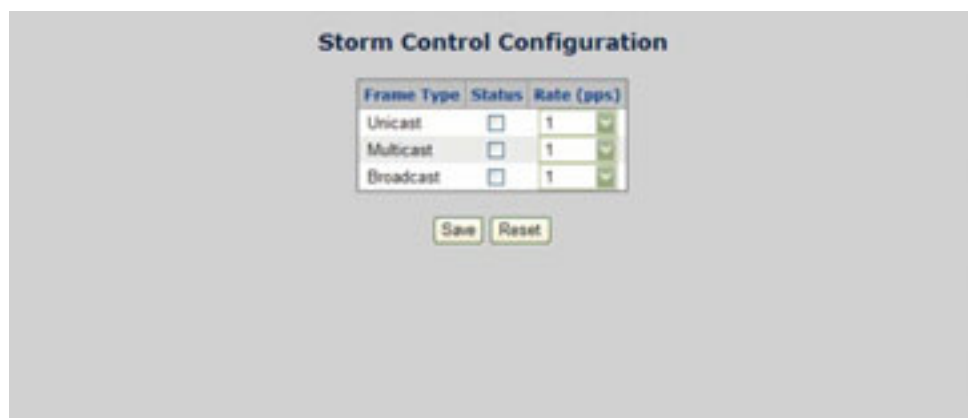 Storm Control Configuration
Frame Type Status Rate (pps)
Unicast 1
Multicast 1
Broadcast 1
Save Reset